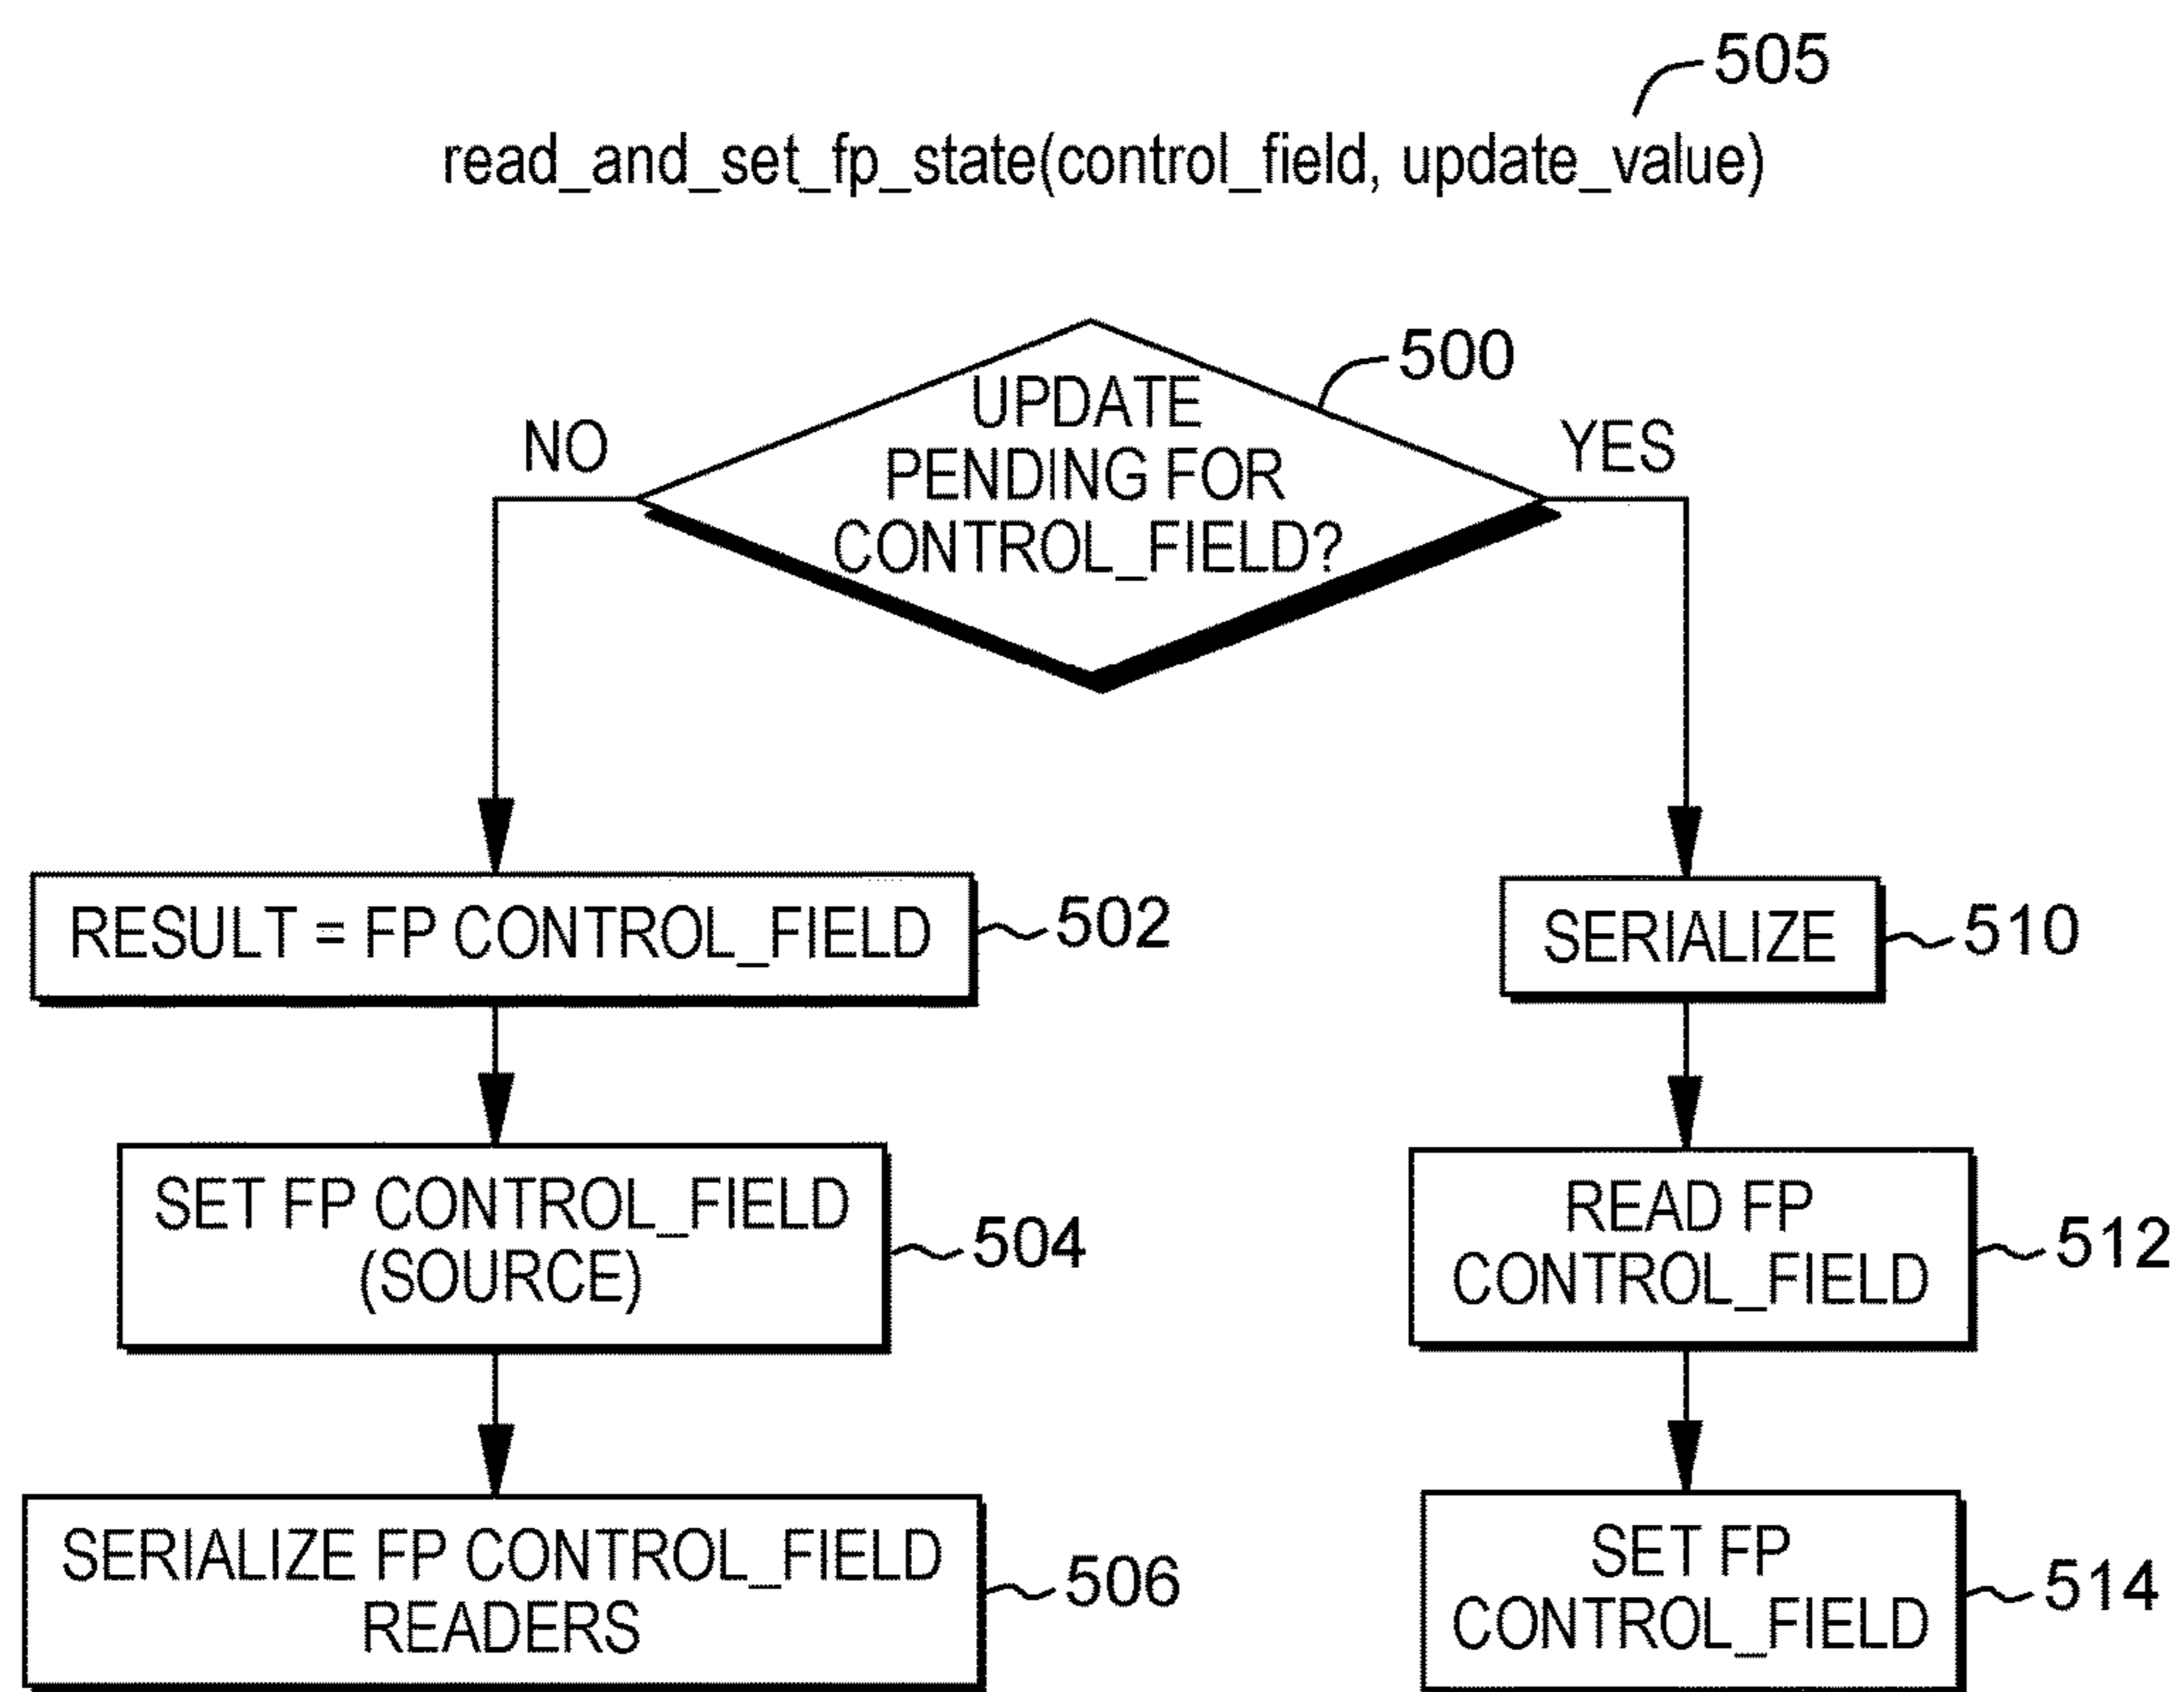 505
read_and_set_fp_state(control_field, update_value)
500
UPDATE
PENDING FOR
CONTROL_FIELD?
NO
YES
RESULT = FP CONTROL_FIELD
502
SET FP CONTROL_FIELD
(SOURCE)
504
SERIALIZE FP CONTROL_FIELD
READERS
506
SERIALIZE
510
READ FP
CONTROL_FIELD
512
SET FP
CONTROL_FIELD
514